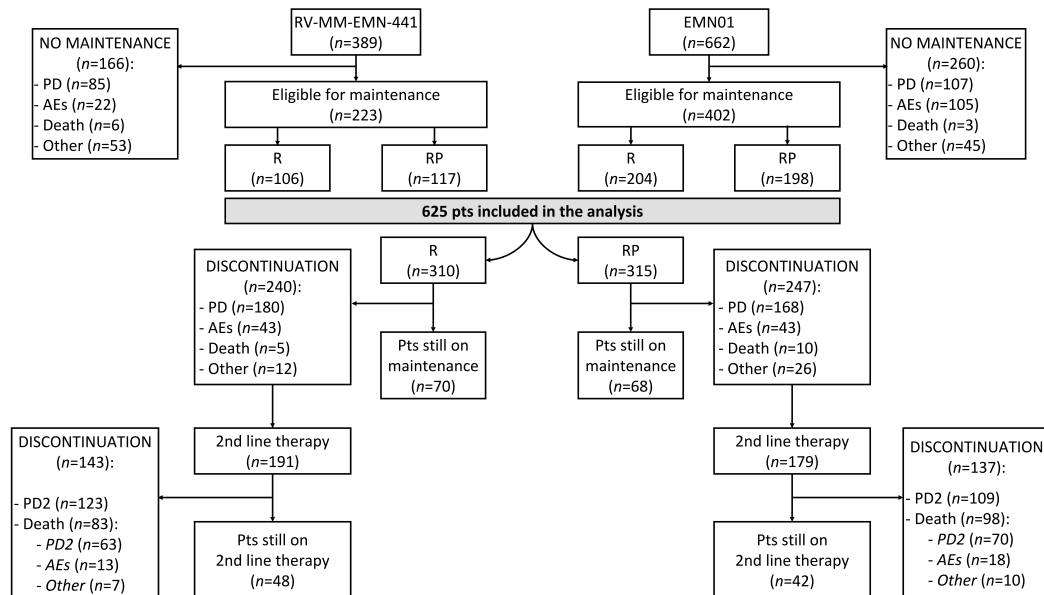 RV-MM-EMN-441
(n=389)
EMN01
(n=662)
NO MAINTENANCE
(n=166):
- PD (n=85)
- AEs (n=22)
- Death (n=6)
- Other (n=53)
NO MAINTENANCE
(n=260):
- PD (n=107)
- AEs (n=105)
- Death (n=3)
- Other (n=45)
Eligible for maintenance
(n=223)
Eligible for maintenance
(n=402)
R
(n=106)
RP
(n=117)
R
(n=204)
RP
(n=198)
625 pts included in the analysis
R
(n=310)
RP
(n=315)
DISCONTINUATION
(n=240):
- PD (n=180)
- AEs (n=43)
- Death (n=5)
- Other (n=12)
Pts still on
maintenance
(n=70)
Pts still on
maintenance
(n=68)
DISCONTINUATION
(n=247):
- PD (n=168)
- AEs (n=43)
- Death (n=10)
- Other (n=26)
DISCONTINUATION
(n=143):
- PD2 (n=123)
- Death (n=83):
- PD2 (n=63)
- AEs (n=13)
- Other (n=7)
2nd line therapy
(n=191)
Pts still on
2nd line therapy
(n=48)
2nd line therapy
(n=179)
Pts still on
2nd line therapy
(n=42)
DISCONTINUATION
(n=137):
- PD2 (n=109)
- Death (n=98):
- PD2 (n=70)
- AEs (n=18)
- Other (n=10)